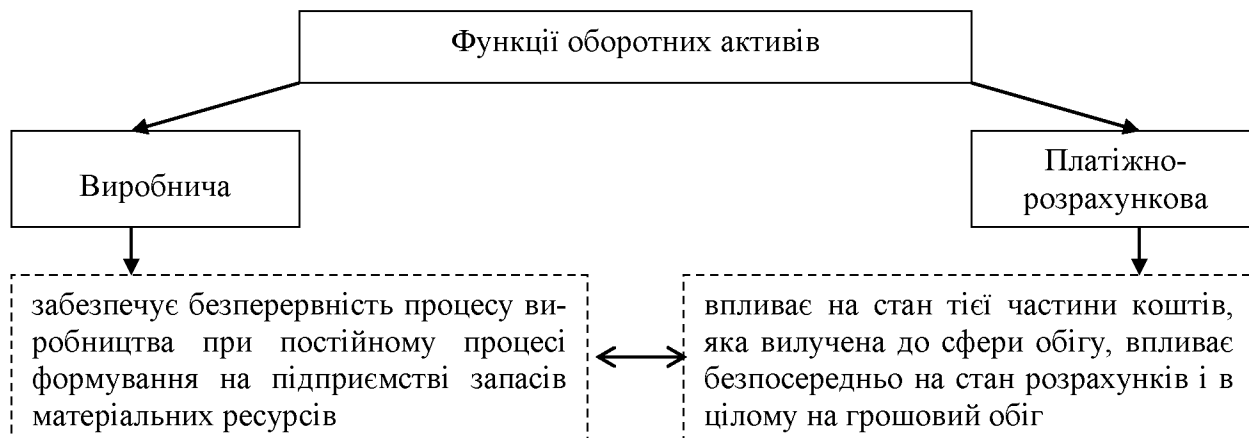 Функції оборотних активів
Виробнича
Платіжно-
розрахункова
забезпечує безперервність процесу ви-
робництва при постійному процесі
формування на підприємстві запасів
матеріальних ресурсів
впливає на стан тієї частини коштів,
яка вилучена до сфери обігу, впливає
безпосередньо на стан розрахунків і в
цілому на грошовий обіг